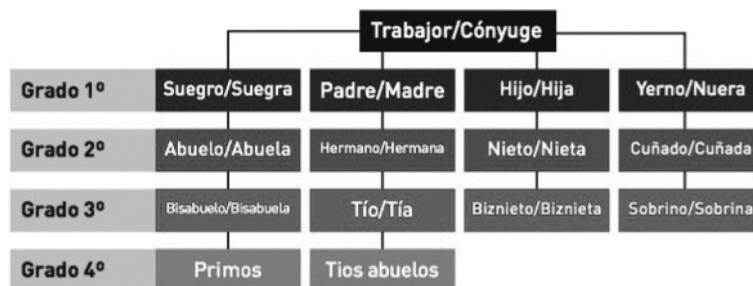 Trabajor/Cónyuge
Grado 1º Suegro/Suegra Padre/Madre Hijo/Hija Yerno/Nuera
Grado 2º Abuelo/Abuela Hermano/Hermana Nieto/Nieta Cuñado/Cuñada
Grado 3º Bisabuelo/Bisabuela Tío/Tía Biznieto/Biznieta Sobrino/Sobrina
Grado 4º Primos Tios abuelos